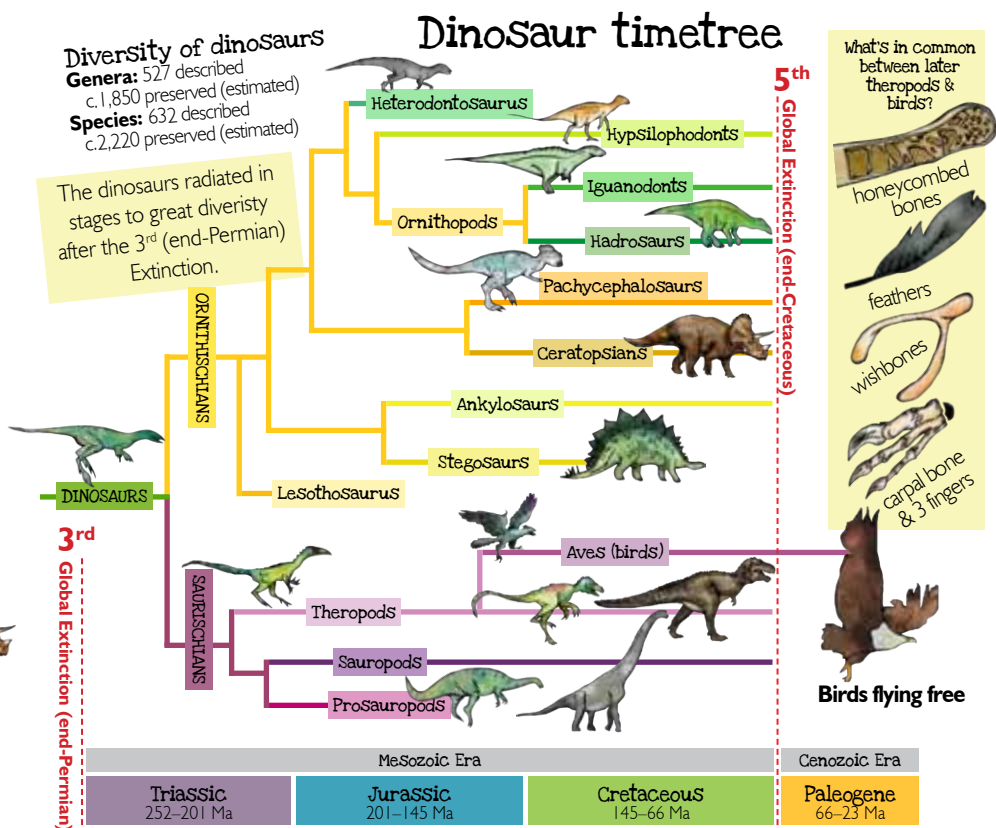 Dinosaur timetree
Diversity of dinosaurs
Genera: 527 described
c.1,850 preserved (estimated)
Species: 632 described
c.2,220 preserved (estimated)
The dinosaurs radiated in
stages to great diveristy
after the 3rd (end-Permian)
Extinction.
What's in common
between later
theropods &
birds?
honeycombed
bones
feathers
wishbones
carpal bone
& 3 fingers
5th
Global Extinction (end-Cretaceous)
Heterodontosaurus
Hypsilophodonts
Iguanodonts
Ornithopods
Hadrosaurs
Pachycephalosaurs
Ceratopsians
ORNITHISCHIANS
Ankylosaurs
Stegosaurs
Lesothosaurus
DINOSAURS
3rd
Global Extinction (end-Permian)
SAURISCHIANS
Aves (birds)
Theropods
Sauropods
Prosauropods
Birds flying free
Mesozoic Era
Cenozoic Era
Triassic
252–201 Ma
Jurassic
201–145 Ma
Cretaceous
145–66 Ma
Paleogene
66–23 Ma